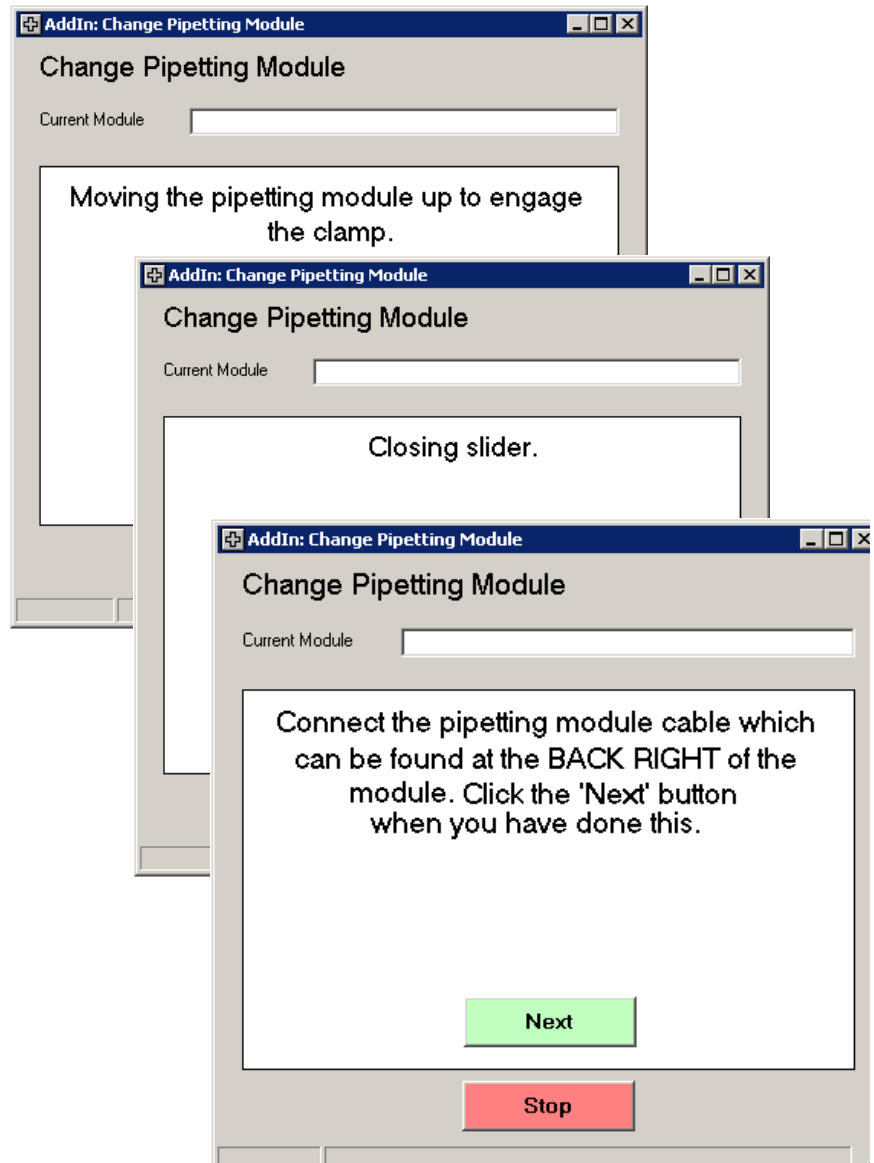 AddIn: Change Pipetting Module
Change Pipetting Module
Current Module
Moving the pipetting module up to engage
the clamp.
AddIn: Change Pipetting Module
Change Pipetting Module
Current Module
Closing slider.
AddIn: Change Pipetting Module
Change Pipetting Module
Current Module
Connect the pipetting module cable which
can be found at the BACK RIGHT of the
module. Click the 'Next' button
when you have done this.
Next
Stop